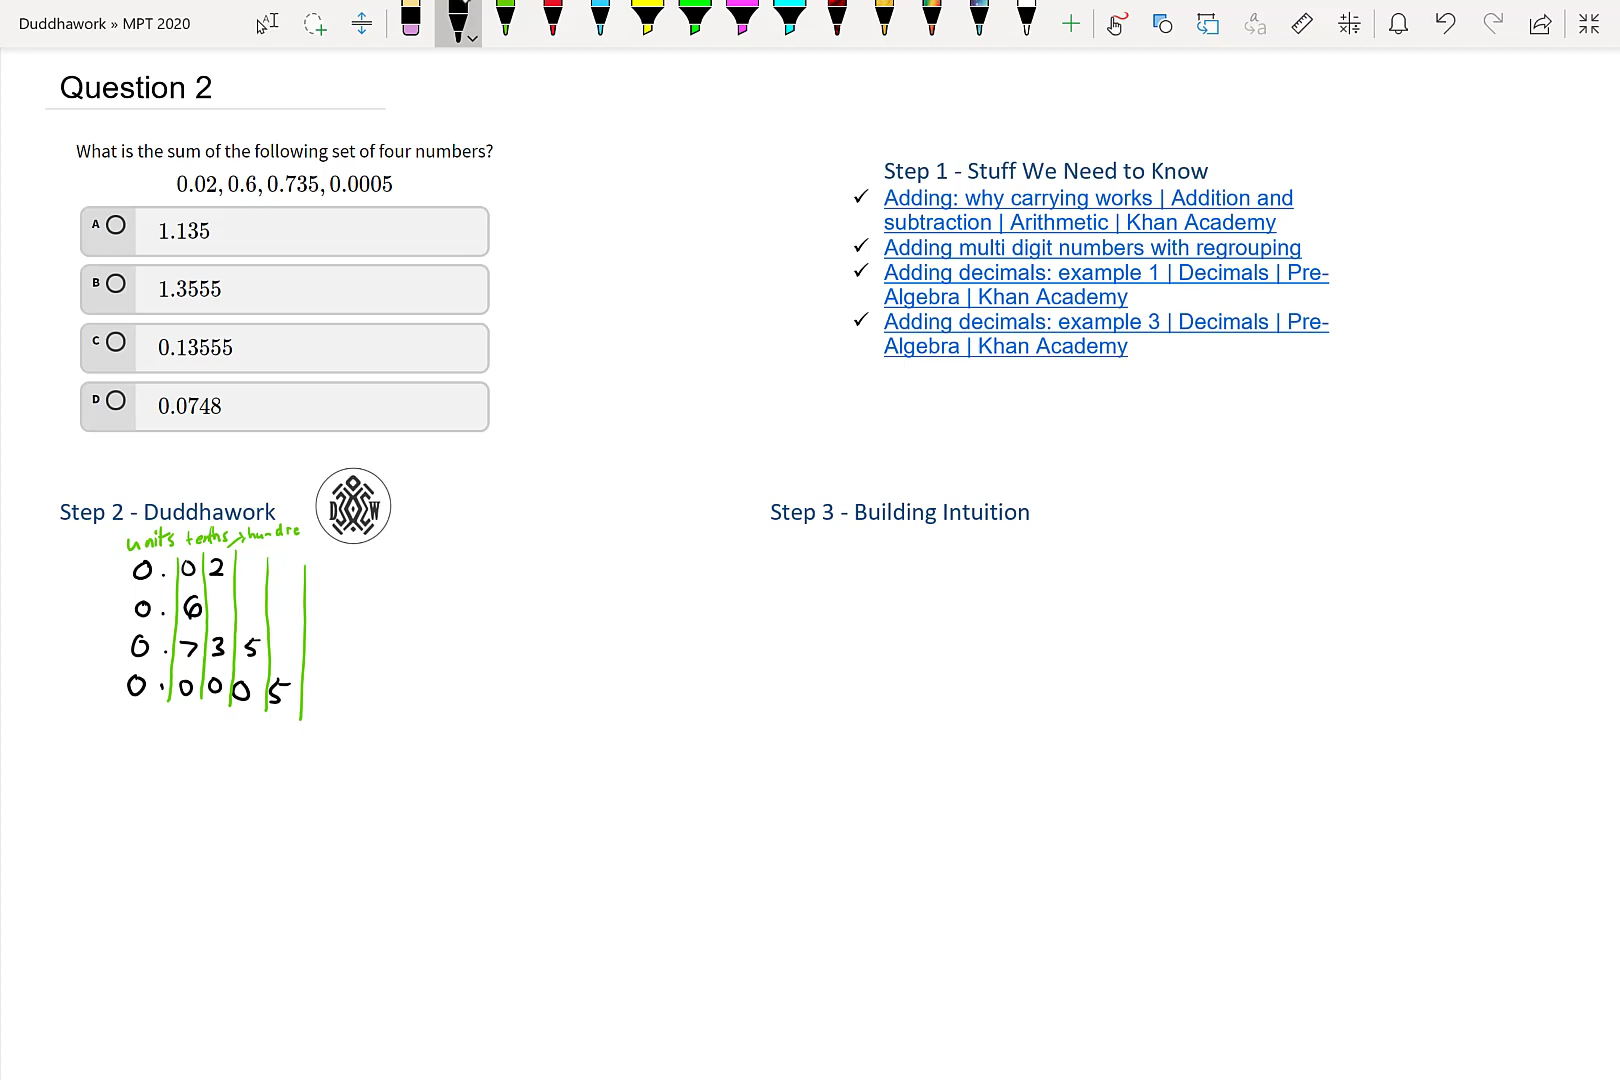 Duddhawork » MPT 2020
Question 2
What is the sum of the following set of four numbers?
0.02, 0.6, 0.735, 0.0005
A 1.135
B 1.3555
C 0.13555
D 0.0748
Step 1 - Stuff We Need to Know
✓ Adding: why carrying works | Addition and
subtraction | Arithmetic | Khan Academy
✓ Adding multi digit numbers with regrouping
✓ Adding decimals: example 1 | Decimals | Pre-
Algebra | Khan Academy
✓ Adding decimals: example 3 | Decimals | Pre-
Algebra | Khan Academy
Step 2 - Duddhawork
D W
units tenths hundre
0.02
0.6
0.735
0.0005
Step 3 - Building Intuition